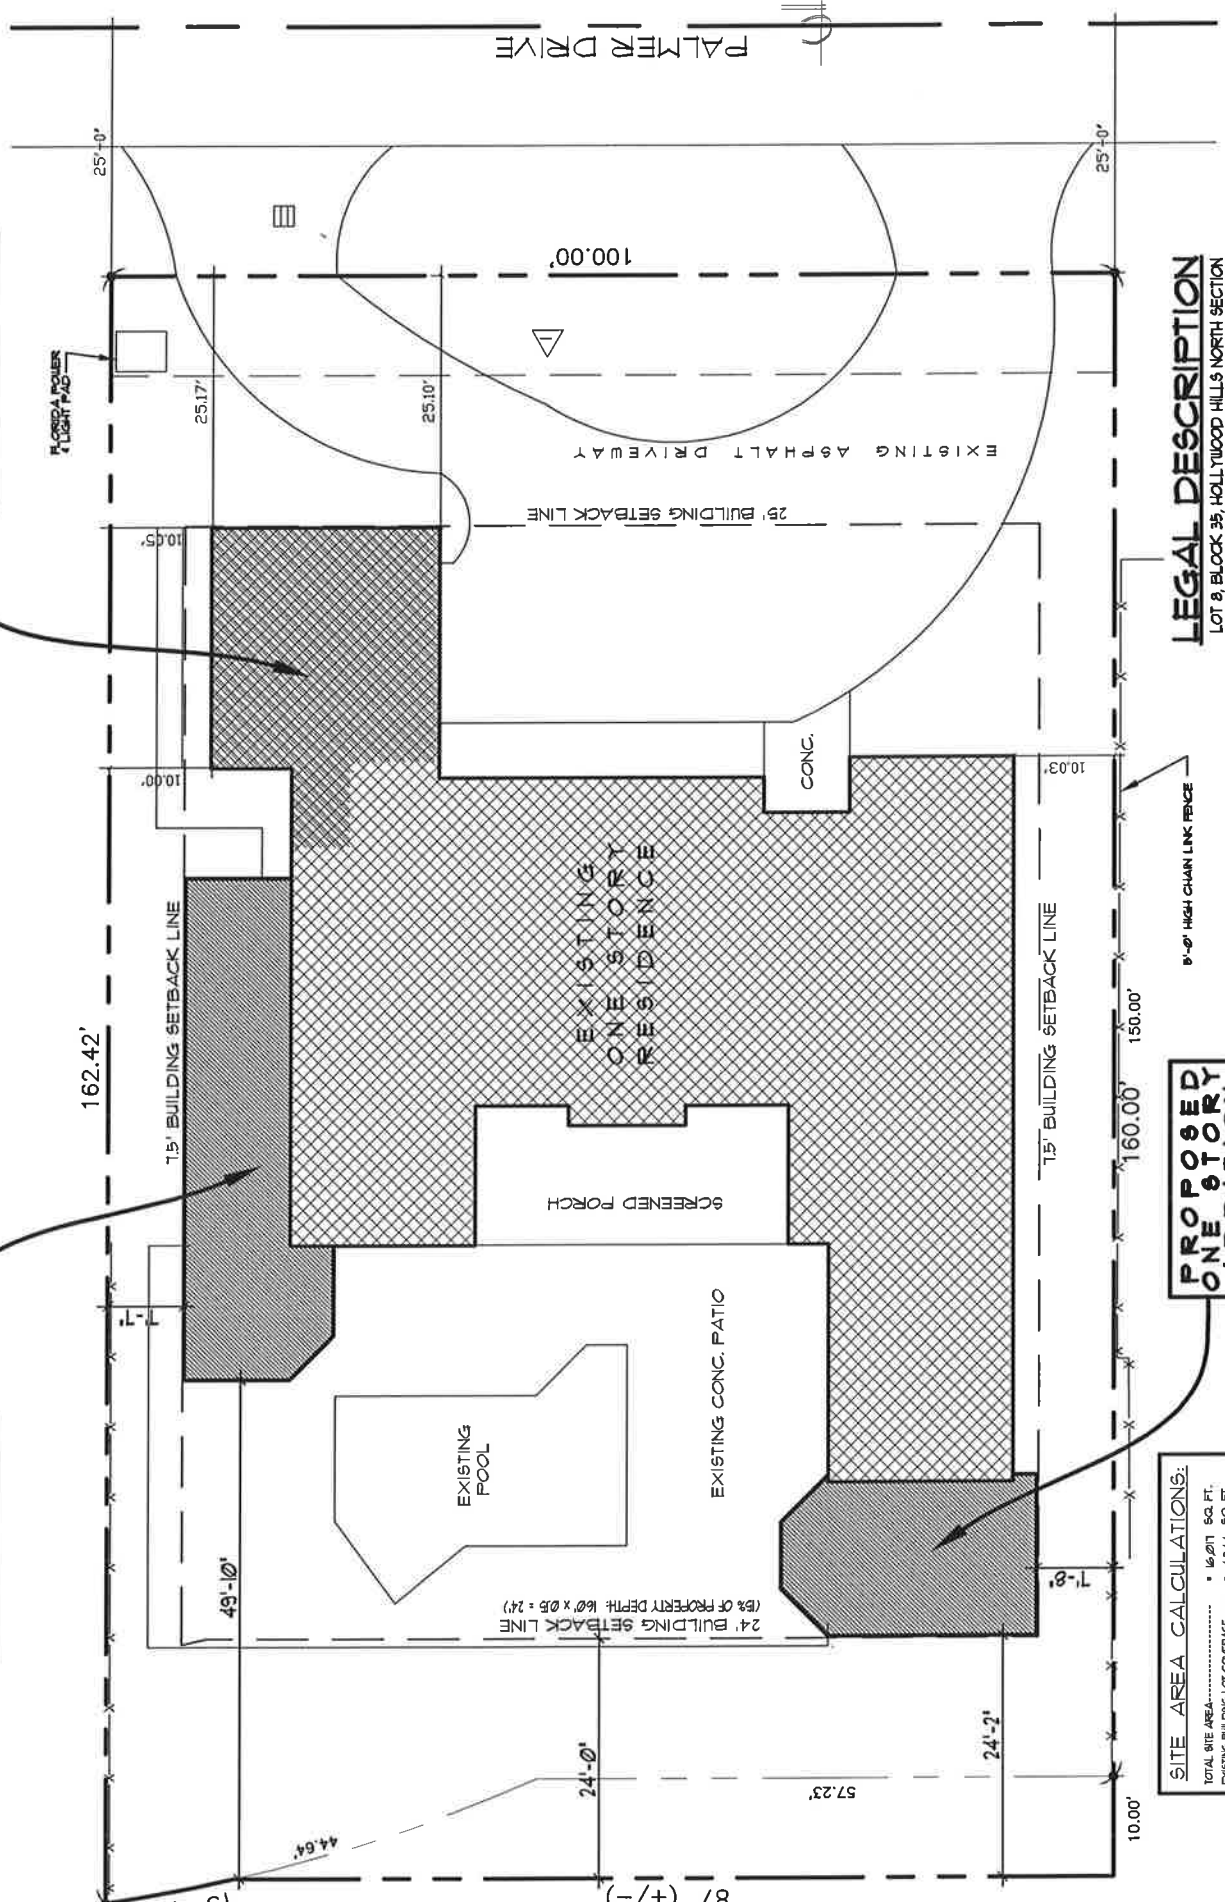 PALMER DRIVE
25'-0"
25'-0"
FLORIDA POWER
& LIGHT PAD
100.00'
25.17'
25.10'
1
EXISTING ASPHALT DRIVEWAY
25' BUILDING SETBACK LINE
10.05'
10.00'
CONC.
10.03'
LEGAL DESCRIPTION
LOT 8, BLOCK 35, HOLLYWOOD HILLS NORTH SECTION
162.42'
7.5' BUILDING SETBACK LINE
EXISTING
ONE STORY
RESIDENCE
7.5' BUILDING SETBACK LINE
150.00'
160.00'
5'-0" HIGH CHAIN LINK FENCE
SCREENED PORCH
7'-7"
EXISTING
POOL
EXISTING CONC. PATIO
PROPOSED
ONE STORY
49'-10"
24' BUILDING SETBACK LINE
(15% OF PROPERTY DEPTH: 160' x 0.15 = 24')
7'-8"
24'-0"
24'-2"
44.64'
57.23'
10.00'
87' (+/-)
SITE AREA CALCULATIONS:
TOTAL SITE AREA--------------- = 16,017 SQ. FT.